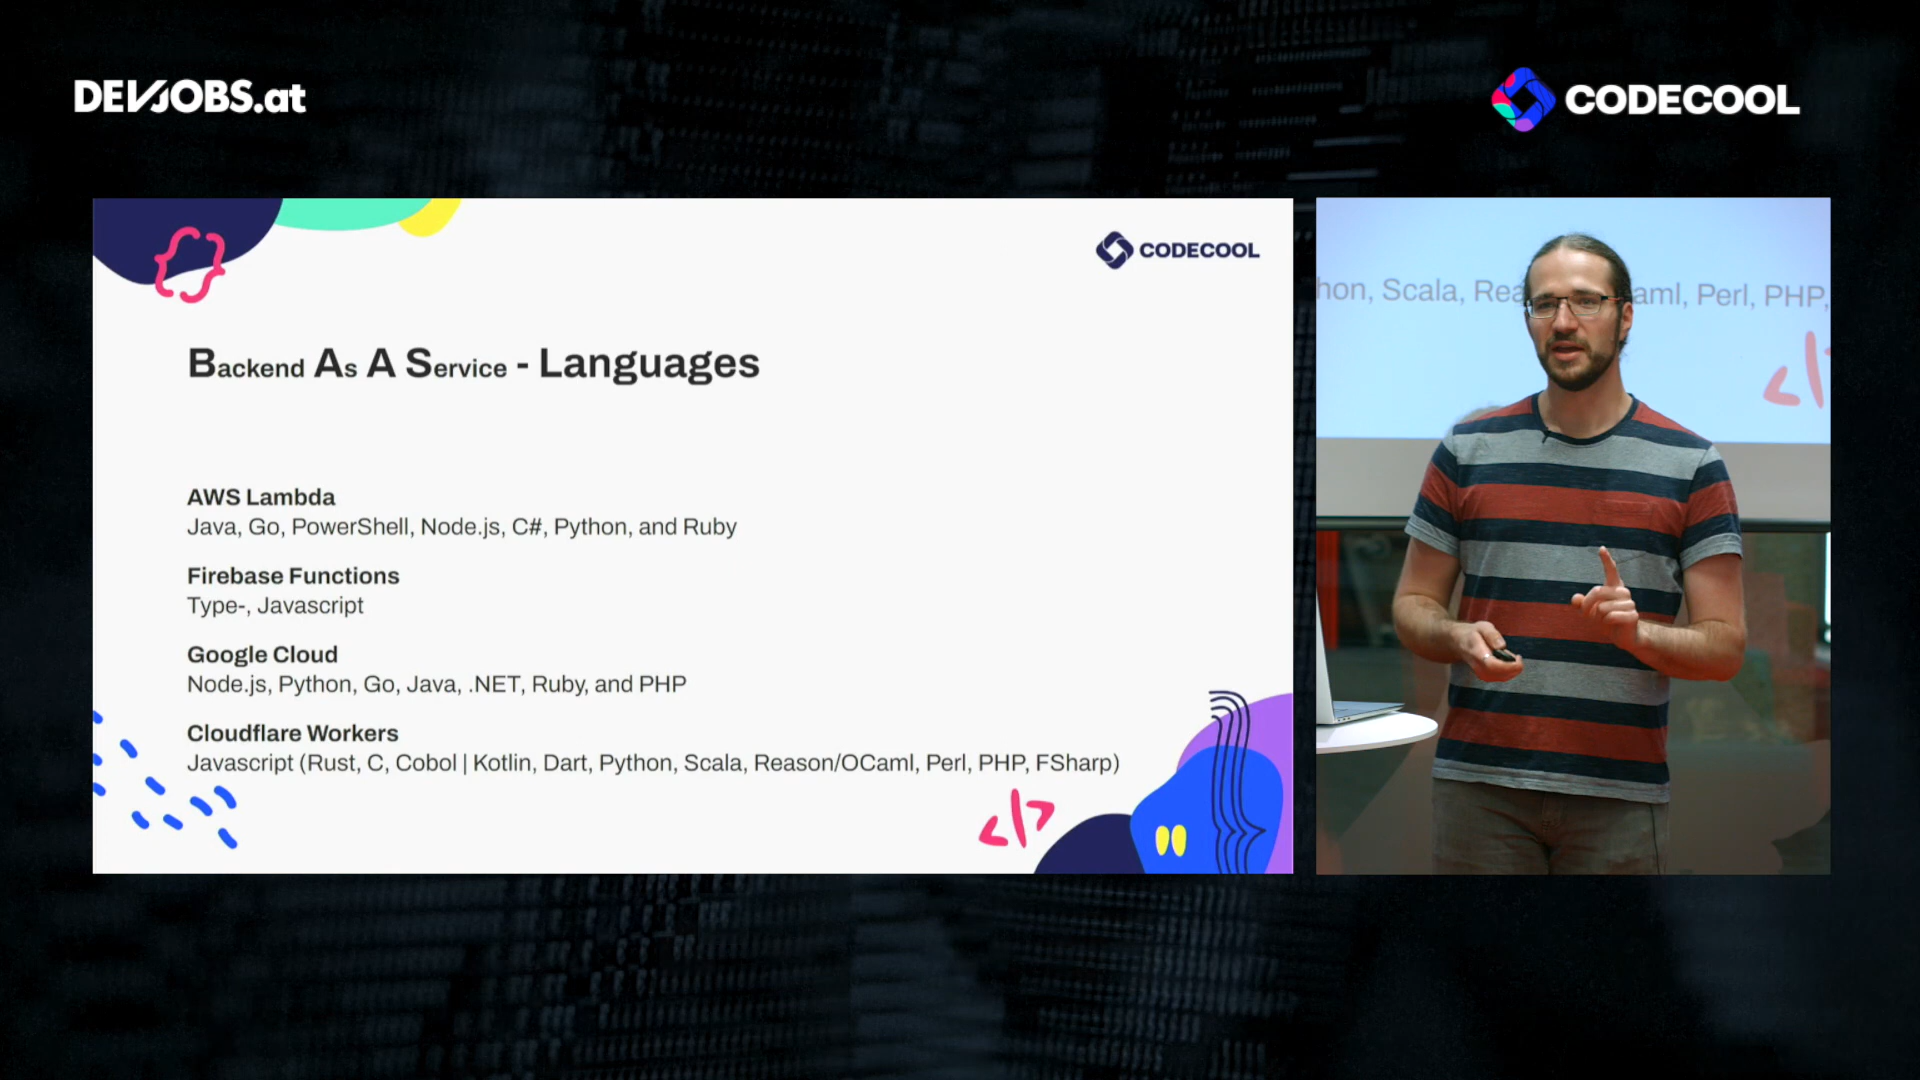 DEVJOBS.at
CODECOOL
{}
CODECOOL
Backend As A Service - Languages
AWS Lambda
Java, Go, PowerShell, Node.js, C#, Python, and Ruby
Firebase Functions
Type-, Javascript
Google Cloud
Node.js, Python, Go, Java, .NET, Ruby, and PHP
Cloudflare Workers
Javascript (Rust, C, Cobol | Kotlin, Dart, Python, Scala, Reason/OCaml, Perl, PHP, FSharp)
</>
hon, Scala, Rea aml, Perl, PHP,
</